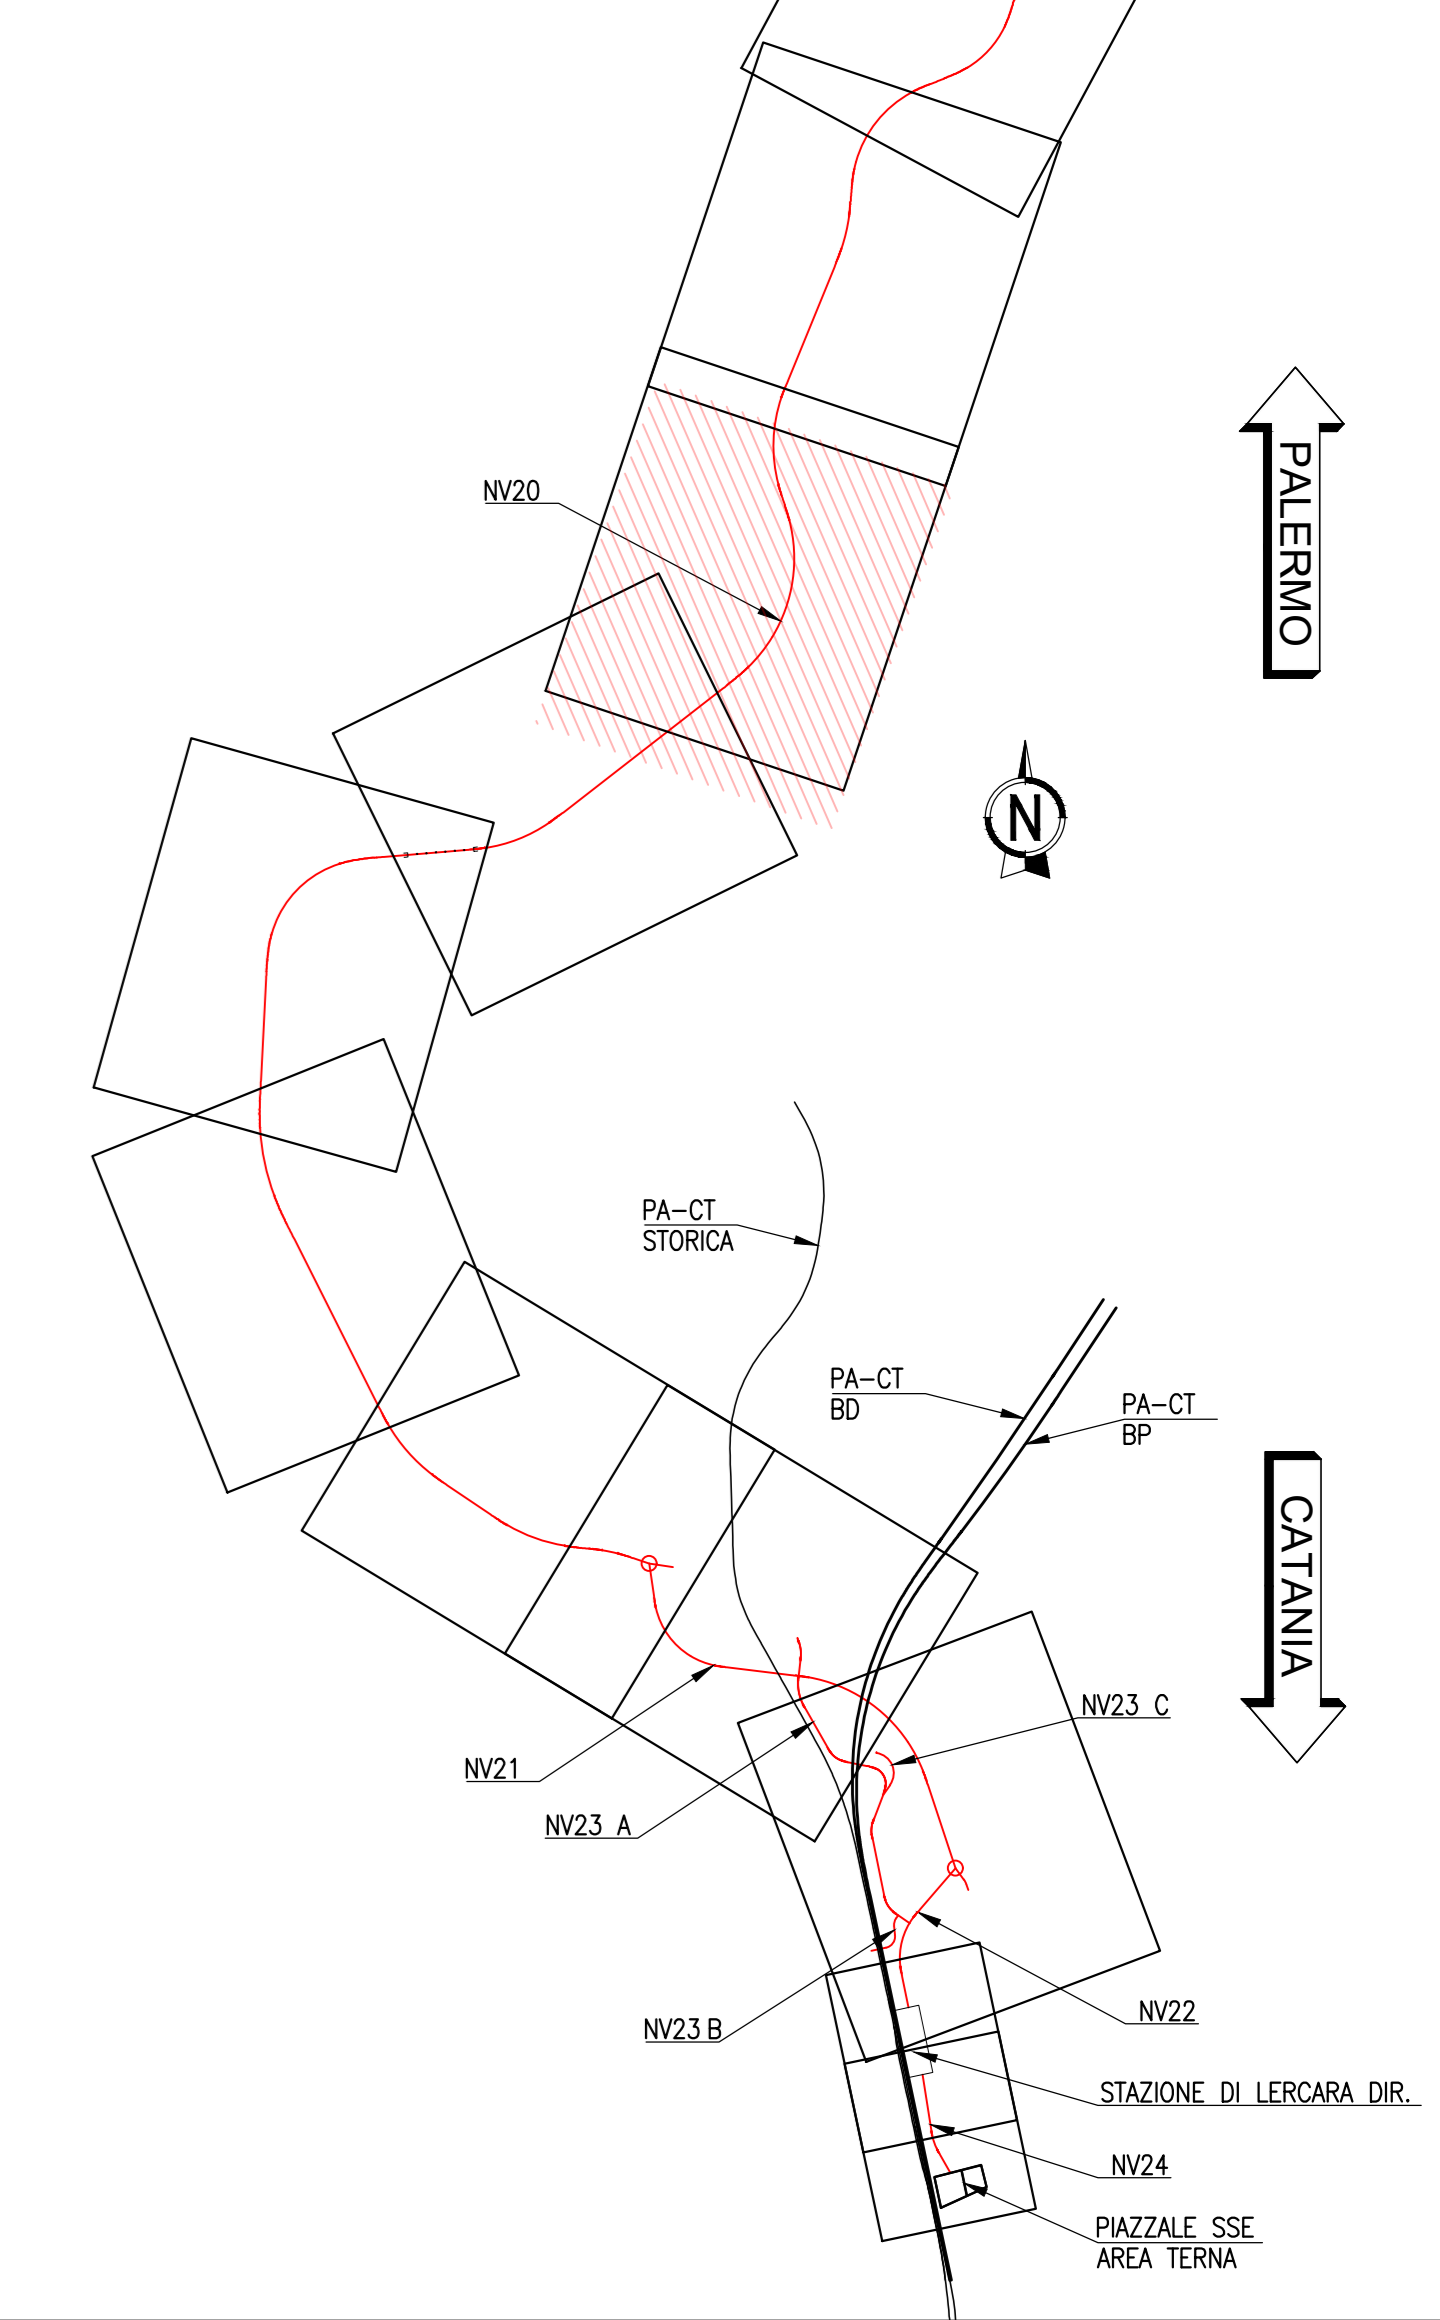 PALERMO
NV20
N
PA-CT
STORICA
PA-CT
BD
PA-CT
BP
CATANIA
NV23 C
NV21
NV23 A
NV22
NV23 B
STAZIONE DI LERCARA DIR.
NV24
PIAZZALE SSE
AREA TERNA